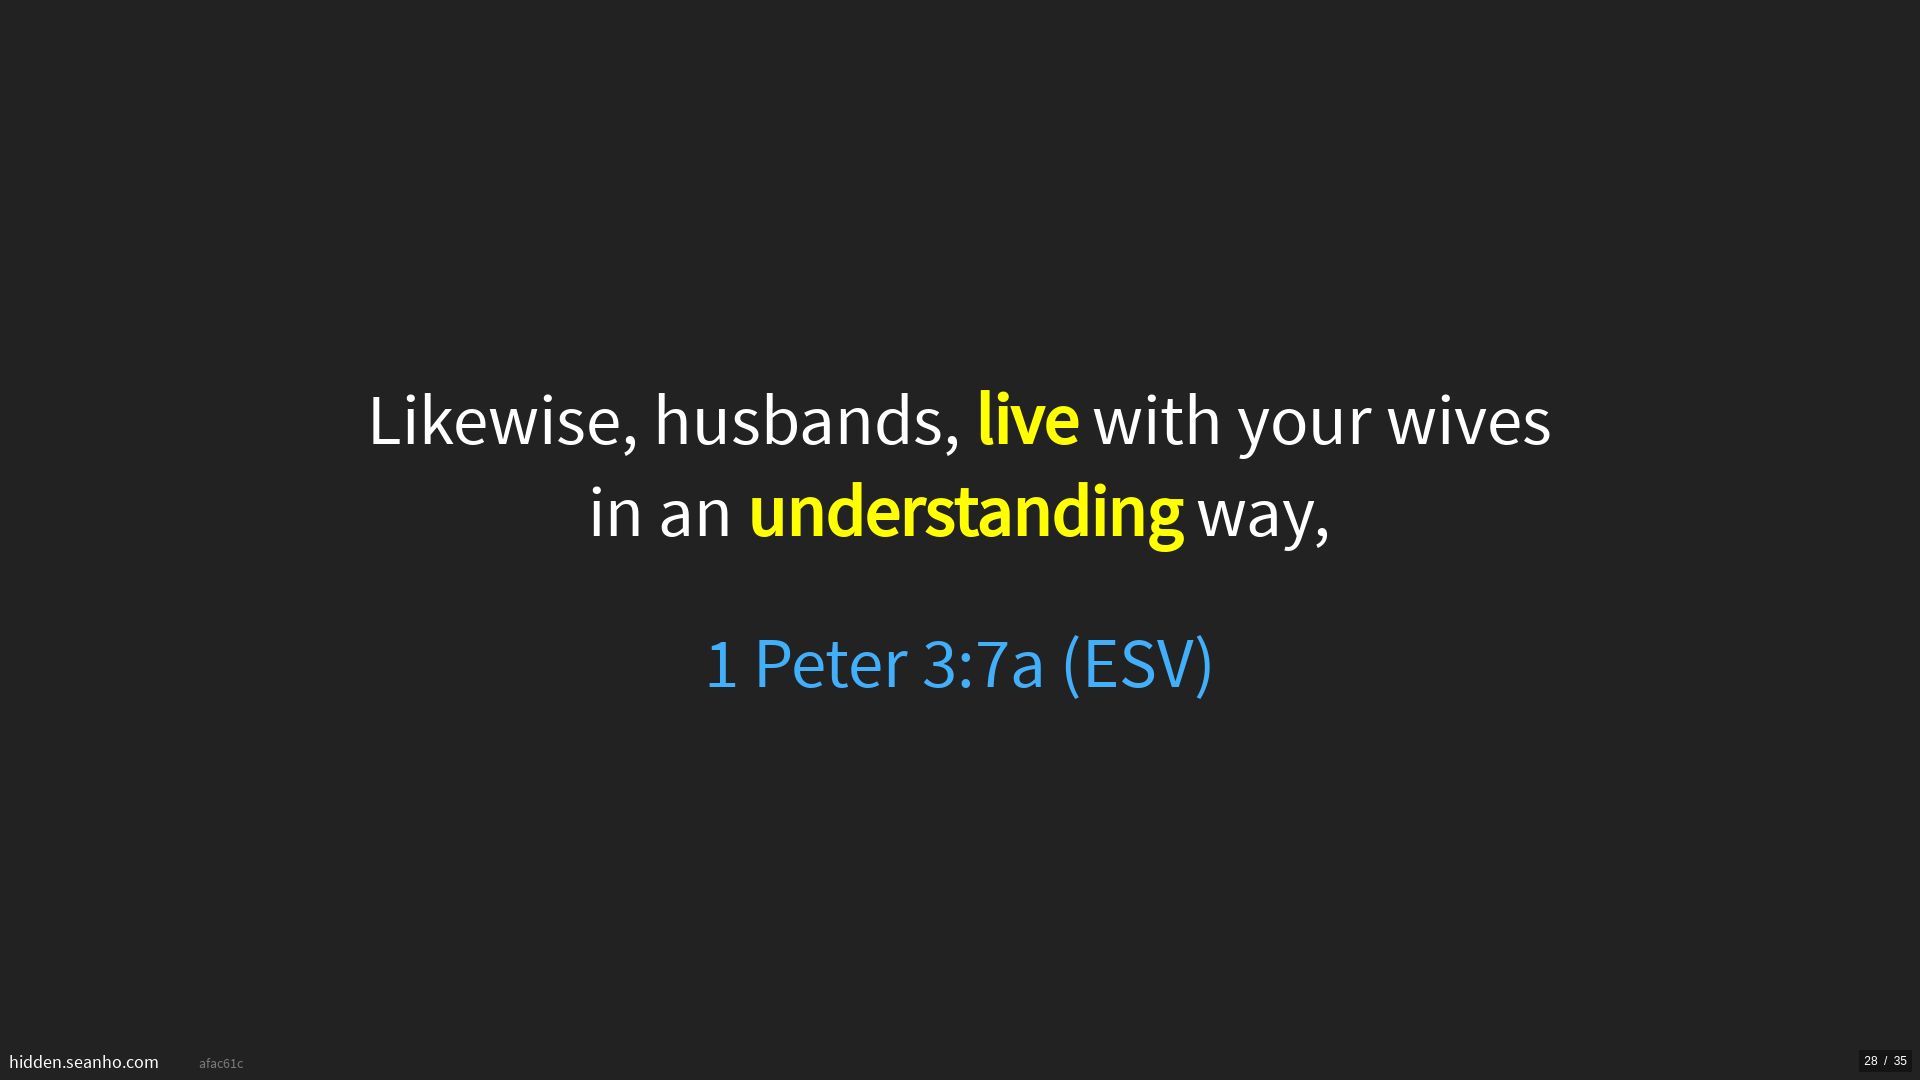 Likewise, husbands, live with your wives
in an understanding way,
1 Peter 3:7a (ESV)
hidden.seanho.com
afac61c
28 / 35